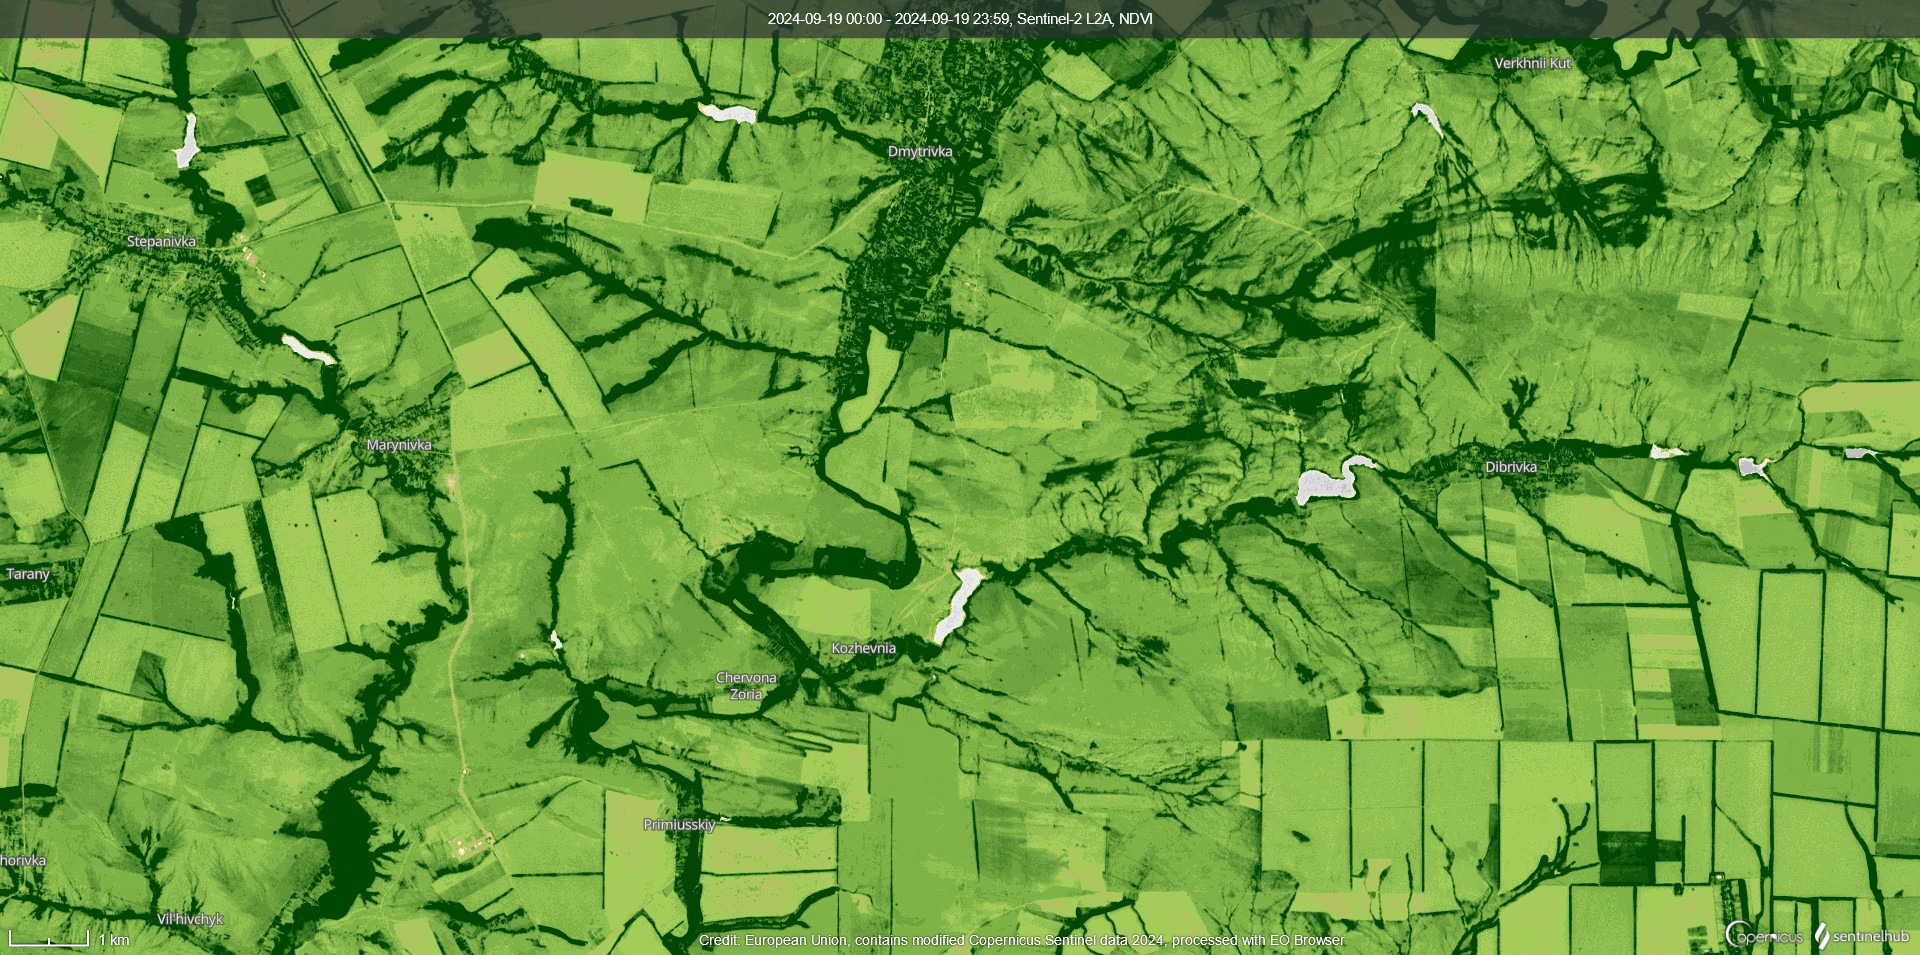 2024-09-19 00:00 - 2024-09-19 23:59, Sentinel-2 L2A, NDVI
Verkhnii Kut
Dmytrivka
Stepanivka
Marynivka
Dibrivka
Tarany
Kozhevnia
Chervona
Zoria
Primiusskiy
horivka
Vil'hivchyk
1 km
Credit: European Union, contains modified Copernicus Sentinel data 2024, processed with EO Browser
opernicus
sentinelhub